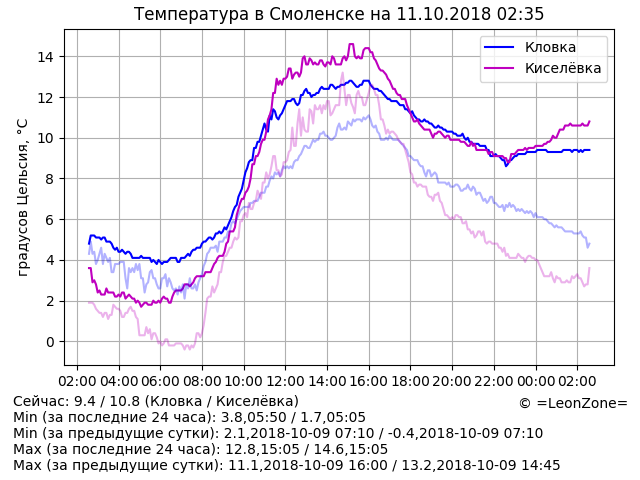 Температура в Смоленске на 11.10.2018 02:35
Кловка
Киселёвка
градусов Цельсия, °C
14
12
10
8
6
4
2
0
02:00 04:00 06:00 08:00 10:00 12:00 14:00 16:00 18:00 20:00 22:00 00:00 02:00
Сейчас: 9.4 / 10.8 (Кловка / Киселёвка)
© =LeonZone=
Min (за последние 24 часа): 3.8,05:50 / 1.7,05:05
Min (за предыдущие сутки): 2.1,2018-10-09 07:10 / -0.4,2018-10-09 07:10
Max (за последние 24 часа): 12.8,15:05 / 14.6,15:05
Max (за предыдущие сутки): 11.1,2018-10-09 16:00 / 13.2,2018-10-09 14:45